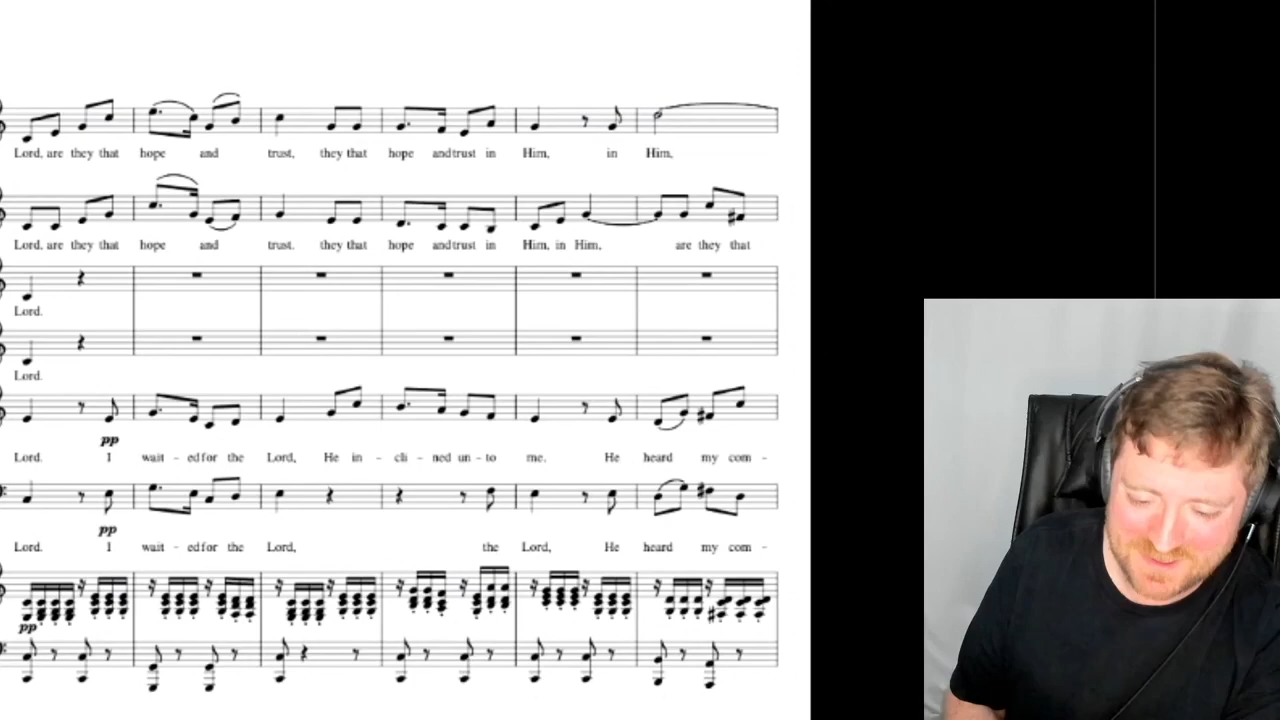 Lord, are they that hope and trust, they that hope and trust in Him, in Him,
Lord, are they that hope and trust. they that hope and trust in Him, in Him, are they that
Lord.
Lord.
pp
Lord. I wait - ed for the Lord, He in - cli - ned un - to me. He heard my com -
pp
Lord. I wait - ed for the Lord, the Lord, He heard my com -
pp